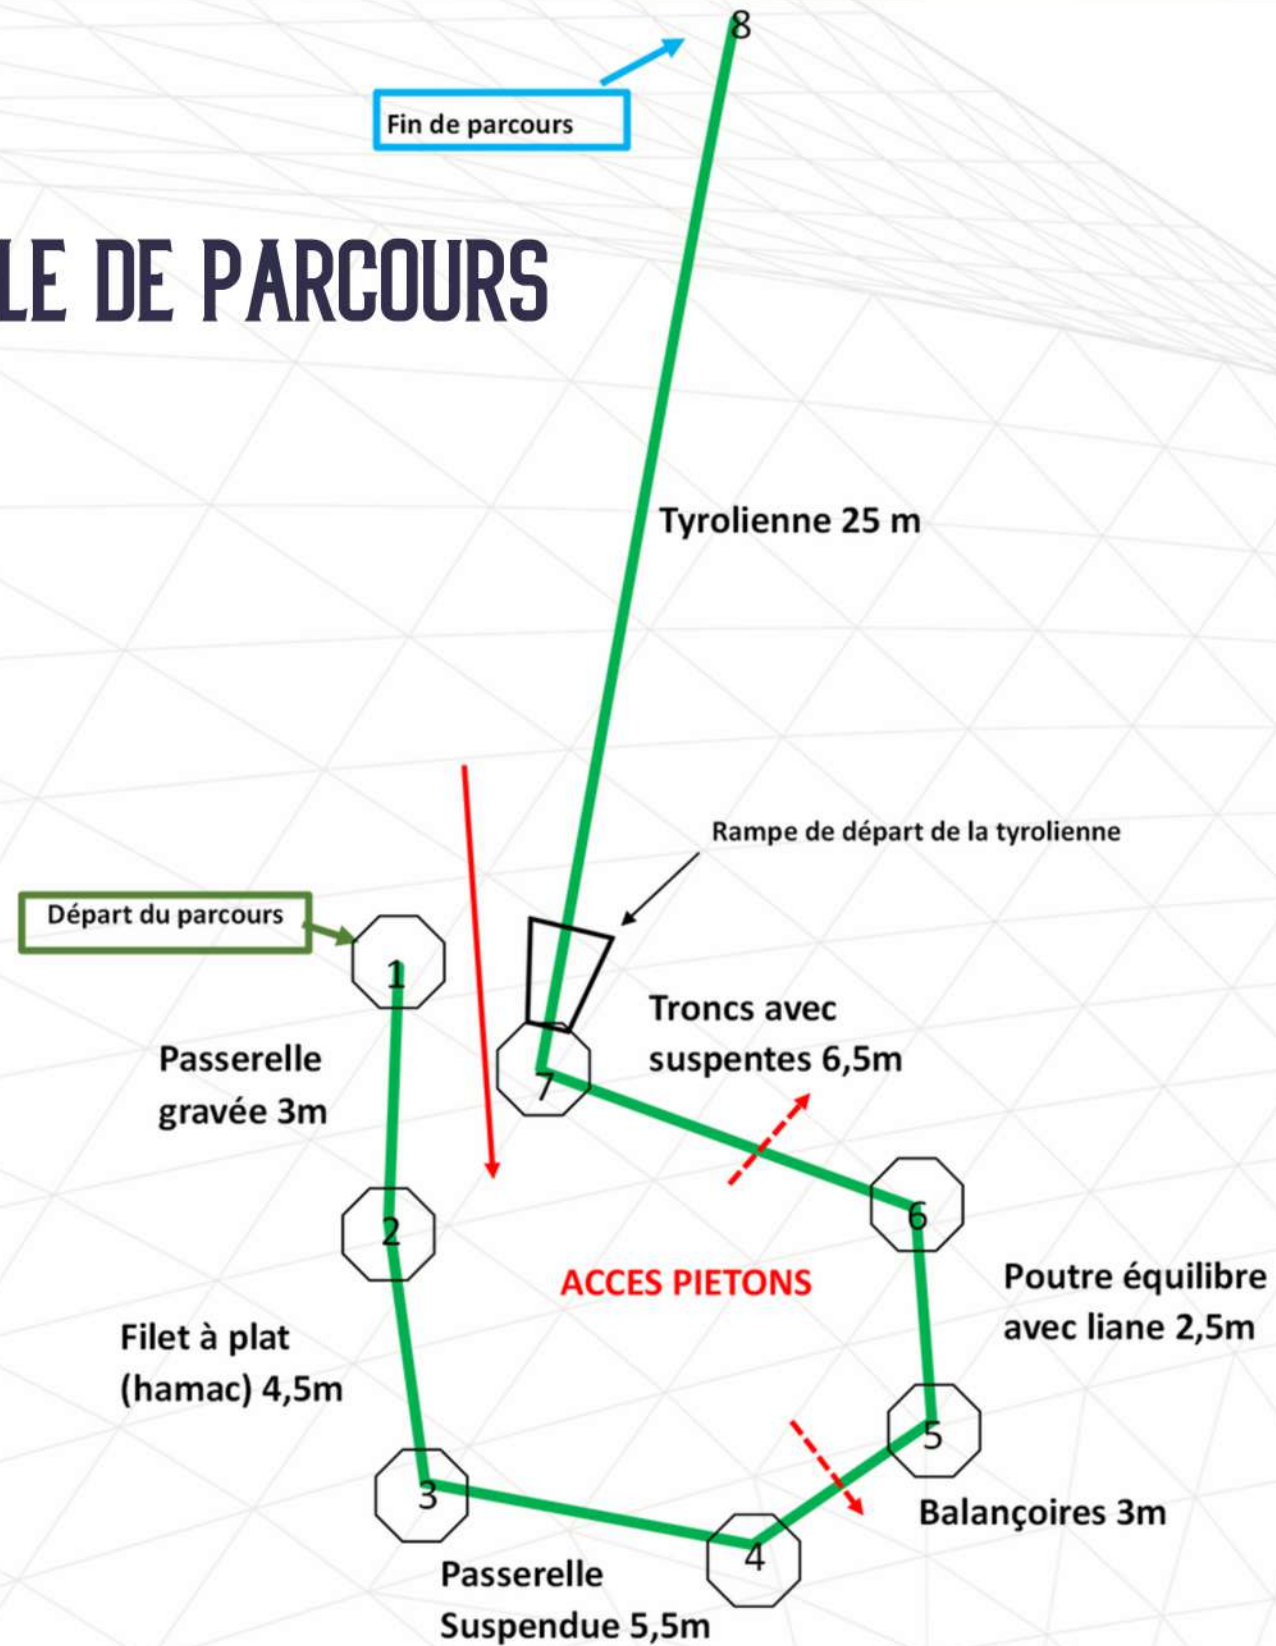 8
Fin de parcours
LE DE PARCOURS
Tyrolienne 25 m
Rampe de départ de la tyrolienne
Départ du parcours
1
Troncs avec
suspentes 6,5m
Passerelle
gravée 3m
7
6
2
ACCES PIETONS
Poutre équilibre
avec liane 2,5m
Filet à plat
(hamac) 4,5m
5
3
Balançoires 3m
4
Passerelle
Suspendue 5,5m